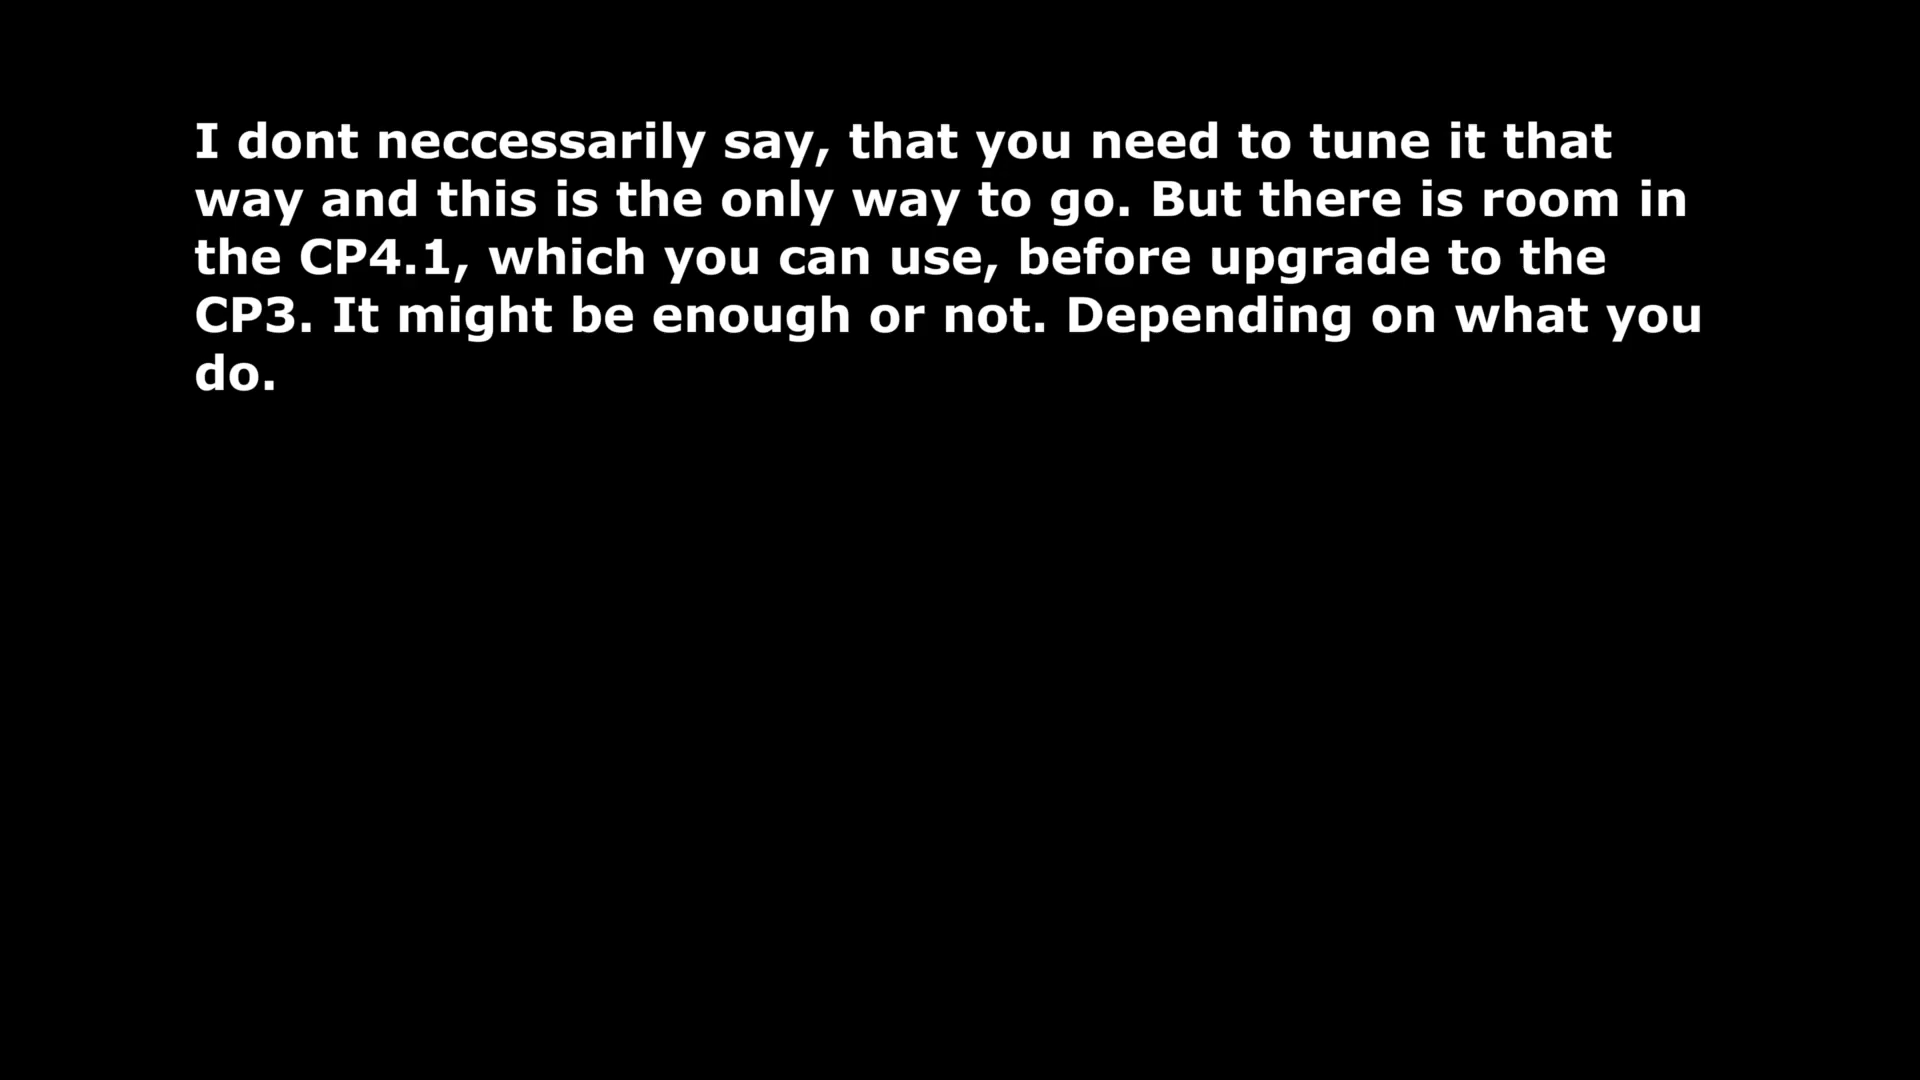 I dont neccessarily say, that you need to tune it that
way and this is the only way to go. But there is room in
the CP4.1, which you can use, before upgrade to the
CP3. It might be enough or not. Depending on what you
do.